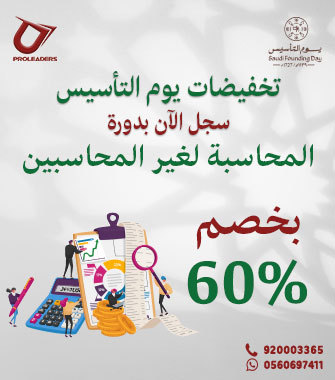 PROLEADERS
يوم التأسيس
Saudi Founding Day
تخفيضات يوم التأسيس
سجل الآن بدورة
المحاسبة لغير المحاسبين
بخصم
60%
920003365
0560697411